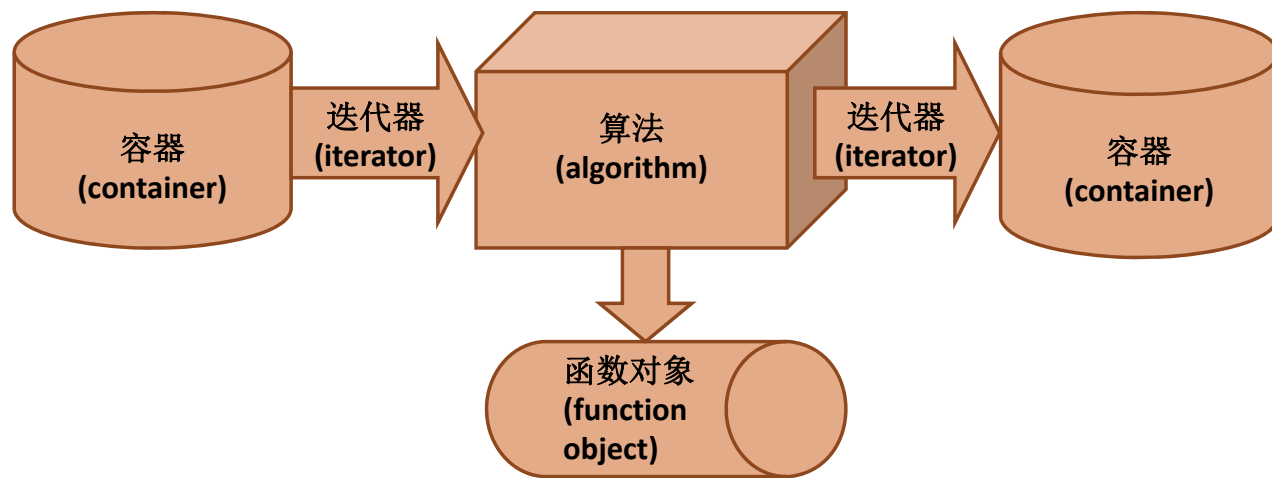 容器
(container)
迭代器
(iterator)
算法
(algorithm)
迭代器
(iterator)
容器
(container)
函数对象
(function
object)